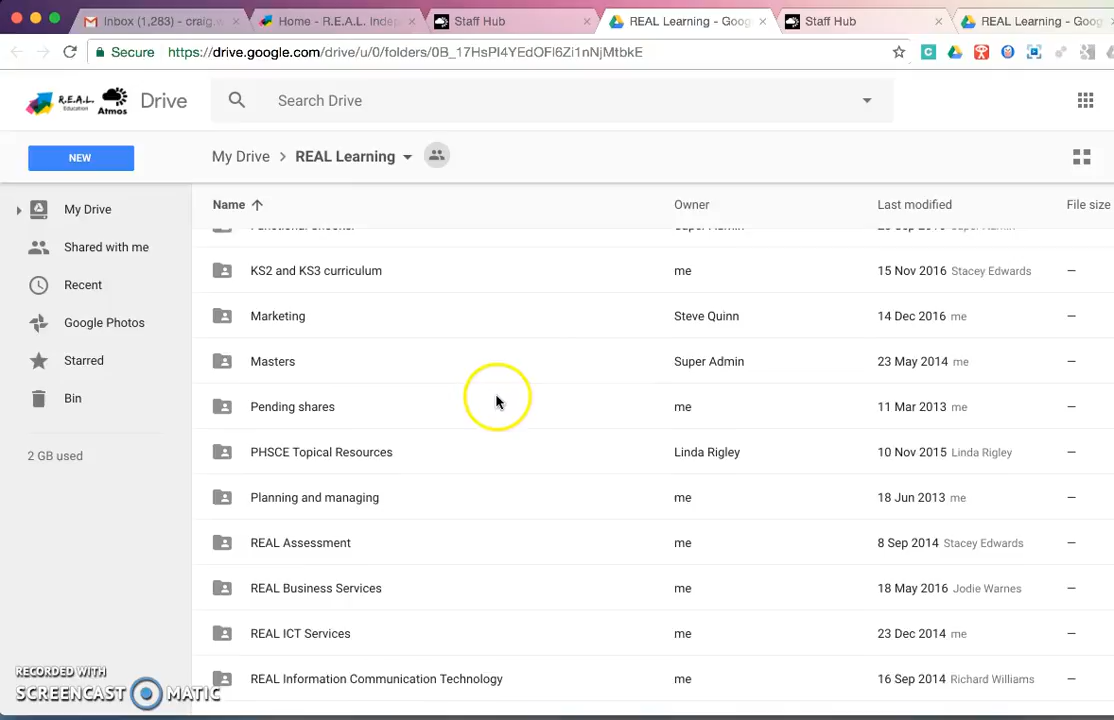 Inbox (1,283) - craig.w
Home - R.E.A.L. Indep
Staff Hub
REAL Learning - Goog
Staff Hub
REAL Learning - Goog
Secure https://drive.google.com/drive/u/0/folders/0B_17HsPl4YEdOFl6Zi1nNjMtbkE
R.E.A.L. Education Atmos Drive Search Drive
NEW My Drive > REAL Learning
My Drive
Shared with me
Recent
Google Photos
Starred
Bin
2 GB used
Name Owner Last modified File size
KS2 and KS3 curriculum me 15 Nov 2016 Stacey Edwards —
Marketing Steve Quinn 14 Dec 2016 me —
Masters Super Admin 23 May 2014 me —
Pending shares me 11 Mar 2013 me —
PHSCE Topical Resources Linda Rigley 10 Nov 2015 Linda Rigley —
Planning and managing me 18 Jun 2013 me —
REAL Assessment me 8 Sep 2014 Stacey Edwards —
REAL Business Services me 18 May 2016 Jodie Warnes —
REAL ICT Services me 23 Dec 2014 me —
REAL Information Communication Technology me 16 Sep 2014 Richard Williams —
RECORDED WITH
SCREENCAST MATIC